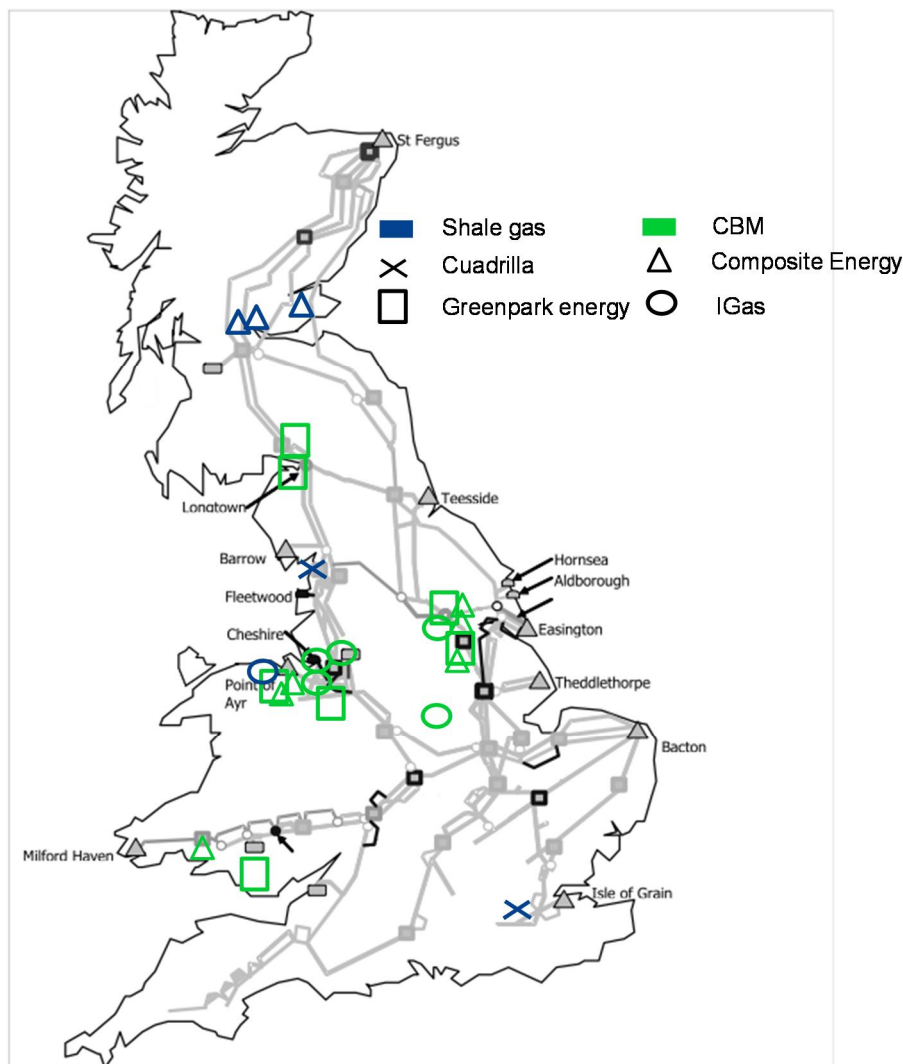 St Fergus
Shale gas
CBM
Cuadrilla
Composite Energy
Greenpark energy
IGas
Longtown
Teesside
Barrow
Hornsea
Aldborough
Fleetwood
Easington
Cheshire
Point of
Ayr
Theddlethorpe
Bacton
Milford Haven
Isle of Grain